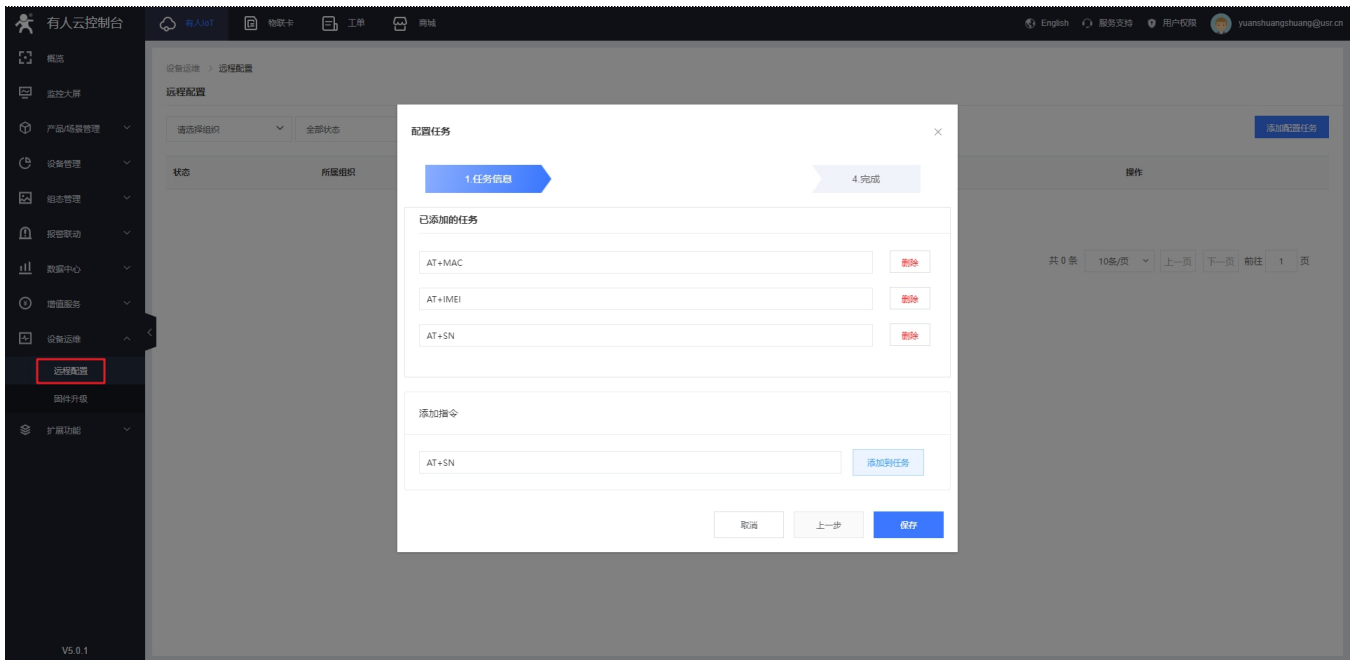 有人云控制台
有人IoT
物联卡
工单
商城
English
服务支持
用户权限
yuanshuangshuang@usr.cn
概览
监控大屏
产品/场景管理
设备管理
组态管理
报警联动
数据中心
增值服务
设备运维
远程配置
固件升级
扩展功能
V5.0.1
设备运维 > 远程配置
远程配置
请选择组织
全部状态
添加配置任务
状态
所属组织
操作
共 0 条
10条/页
上一页
下一页
前往 1 页
配置任务
1.任务信息
4.完成
已添加的任务
AT+MAC
删除
AT+IMEI
删除
AT+SN
删除
添加指令
AT+SN
添加到任务
取消
上一步
保存